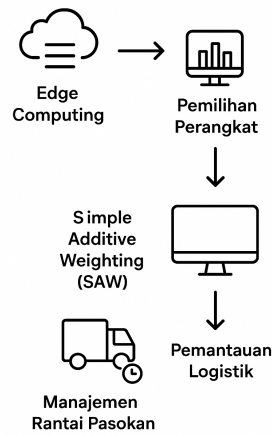 Edge
Computing
Pemilihan
Perangkat
Simple
Additive
Weighting
(SAW)
Pemantauan
Logistik
Manajemen
Rantai Pasokan